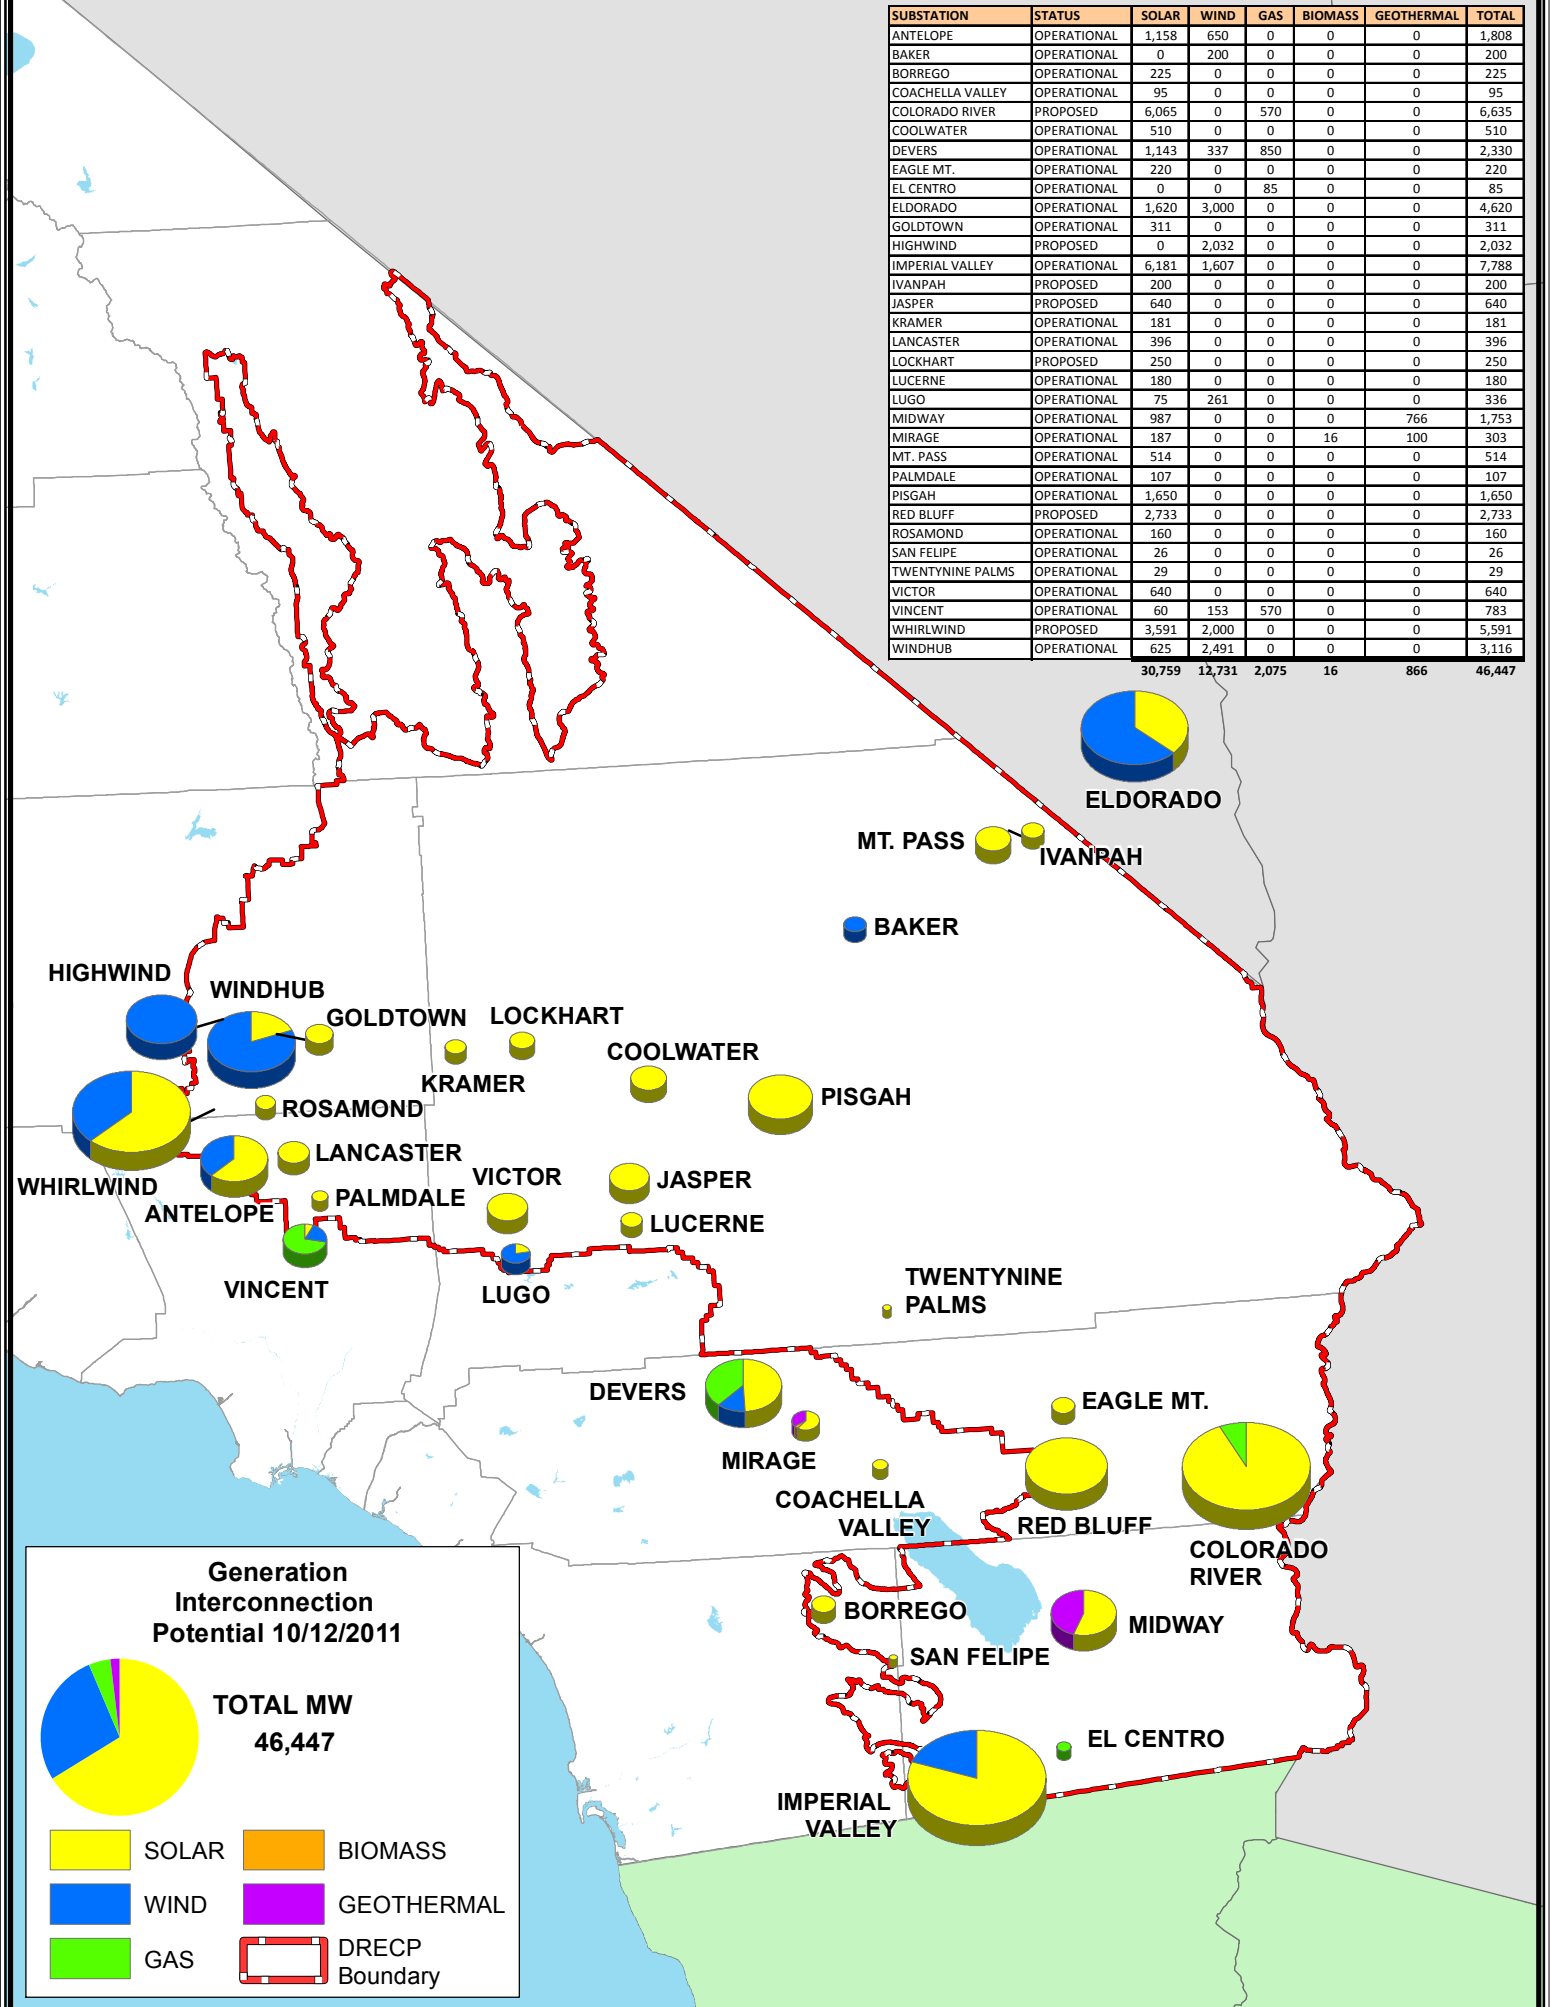 SUBSTATION STATUS SOLAR WIND GAS BIOMASS GEOTHERMAL TOTAL
ANTELOPE OPERATIONAL 1,158 650 0 0 0 1,808
BAKER OPERATIONAL 0 200 0 0 0 200
BORREGO OPERATIONAL 225 0 0 0 0 225
COACHELLA VALLEY OPERATIONAL 95 0 0 0 0 95
COLORADO RIVER PROPOSED 6,065 0 570 0 0 6,635
COOLWATER OPERATIONAL 510 0 0 0 0 510
DEVERS OPERATIONAL 1,143 337 850 0 0 2,330
EAGLE MT. OPERATIONAL 220 0 0 0 0 220
EL CENTRO OPERATIONAL 0 0 85 0 0 85
ELDORADO OPERATIONAL 1,620 3,000 0 0 0 4,620
GOLDTOWN OPERATIONAL 311 0 0 0 0 311
HIGHWIND PROPOSED 0 2,032 0 0 0 2,032
IMPERIAL VALLEY OPERATIONAL 6,181 1,607 0 0 0 7,788
IVANPAH PROPOSED 200 0 0 0 0 200
JASPER PROPOSED 640 0 0 0 0 640
KRAMER OPERATIONAL 181 0 0 0 0 181
LANCASTER OPERATIONAL 396 0 0 0 0 396
LOCKHART PROPOSED 250 0 0 0 0 250
LUCERNE OPERATIONAL 180 0 0 0 0 180
LUGO OPERATIONAL 75 261 0 0 0 336
MIDWAY OPERATIONAL 987 0 0 0 766 1,753
MIRAGE OPERATIONAL 187 0 0 16 100 303
MT. PASS OPERATIONAL 514 0 0 0 0 514
PALMDALE OPERATIONAL 107 0 0 0 0 107
PISGAH OPERATIONAL 1,650 0 0 0 0 1,650
RED BLUFF PROPOSED 2,733 0 0 0 0 2,733
ROSAMOND OPERATIONAL 160 0 0 0 0 160
SAN FELIPE OPERATIONAL 26 0 0 0 0 26
TWENTYNINE PALMS OPERATIONAL 29 0 0 0 0 29
VICTOR OPERATIONAL 640 0 0 0 0 640
VINCENT OPERATIONAL 60 153 570 0 0 783
WHIRLWIND PROPOSED 3,591 2,000 0 0 0 5,591
WINDHUB OPERATIONAL 625 2,491 0 0 0 3,116
30,759 12,731 2,075 16 866 46,447
ELDORADO
MT. PASS
IVANPAH
BAKER
HIGHWIND
WINDHUB
GOLDTOWN
LOCKHART
COOLWATER
KRAMER
PISGAH
ROSAMOND
LANCASTER
VICTOR
JASPER
WHIRLWIND
PALMDALE
ANTELOPE
LUCERNE
VINCENT
LUGO
TWENTYNINE
PALMS
DEVERS
EAGLE MT.
MIRAGE
COACHELLA
VALLEY
RED BLUFF
COLORADO
RIVER
BORREGO
MIDWAY
SAN FELIPE
EL CENTRO
IMPERIAL
VALLEY
Generation
Interconnection
Potential 10/12/2011
TOTAL MW
46,447
SOLAR
BIOMASS
WIND
GEOTHERMAL
GAS
DRECP
Boundary